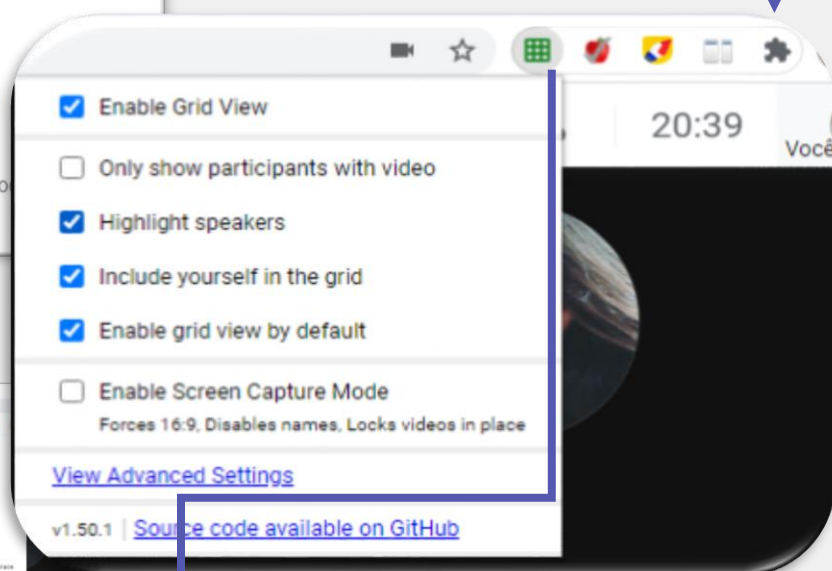 Enable Grid View
20:39
Você
Only show participants with video
Highlight speakers
Include yourself in the grid
Enable grid view by default
Enable Screen Capture Mode
Forces 16:9, Disables names, Locks videos in place
View Advanced Settings
v1.50.1 | Source code available on GitHub